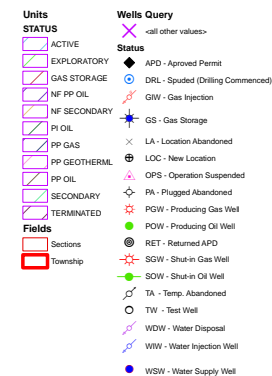 Units
STATUS
ACTIVE
EXPLORATORY
GAS STORAGE
NF PP OIL
NF SECONDARY
PI OIL
PP GAS
PP GEOTHERML
PP OIL
SECONDARY
TERMINATED
Fields
Sections
Township
Wells Query
<all other values>
Status
APD - Aproved Permit
DRL - Spuded (Drilling Commenced)
GIW - Gas Injection
GS - Gas Storage
LA - Location Abandoned
LOC - New Location
OPS - Operation Suspended
PA - Plugged Abandoned
PGW - Producing Gas Well
POW - Producing Oil Well
RET - Returned APD
SGW - Shut-in Gas Well
SOW - Shut-in Oil Well
TA - Temp. Abandoned
TW - Test Well
WDW - Water Disposal
WIW - Water Injection Well
WSW - Water Supply Well